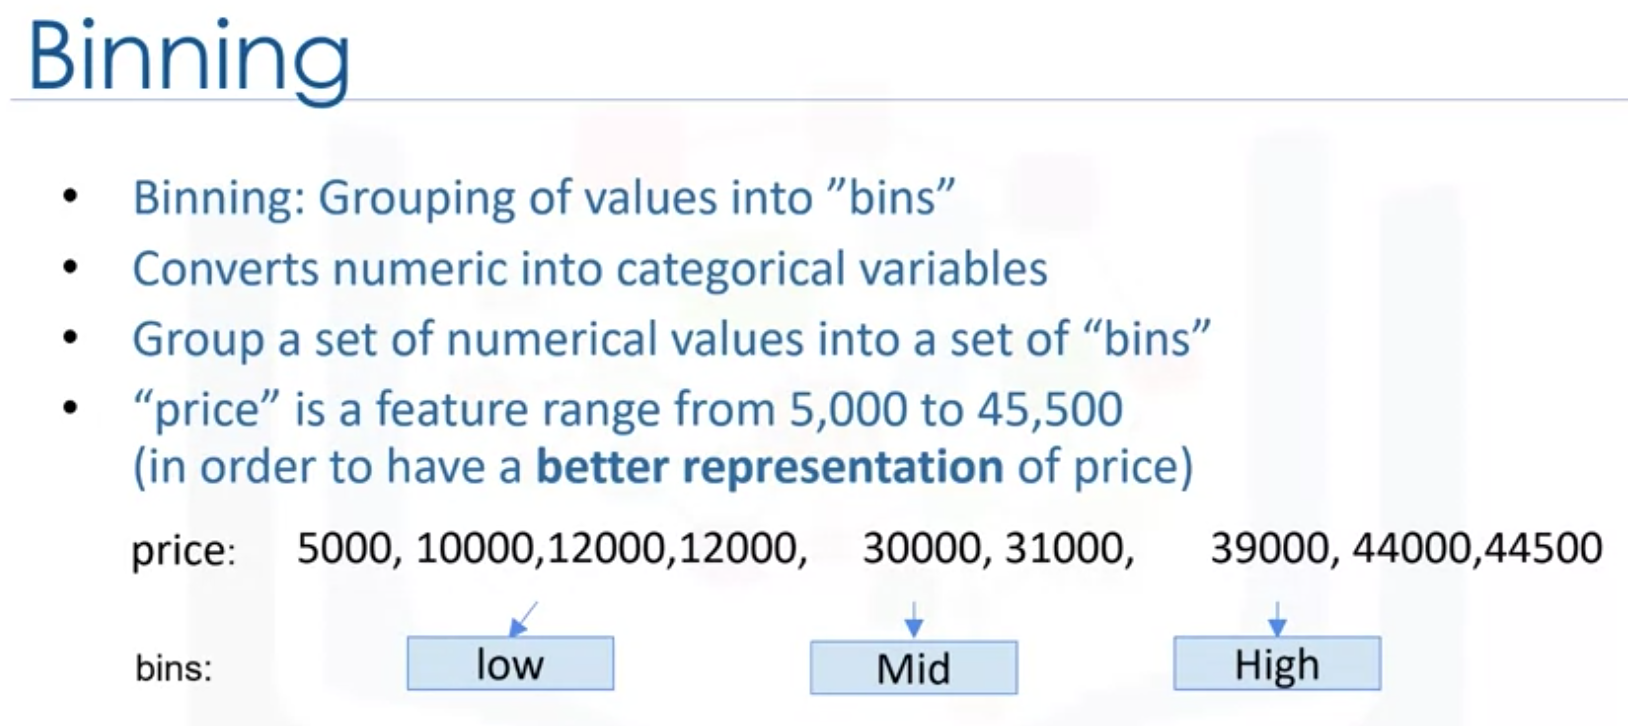 Binning
• Binning: Grouping of values into ”bins”
• Converts numeric into categorical variables
• Group a set of numerical values into a set of “bins”
• “price” is a feature range from 5,000 to 45,500
(in order to have a better representation of price)
price: 5000, 10000,12000,12000, 30000, 31000, 39000, 44000,44500
bins: low Mid High